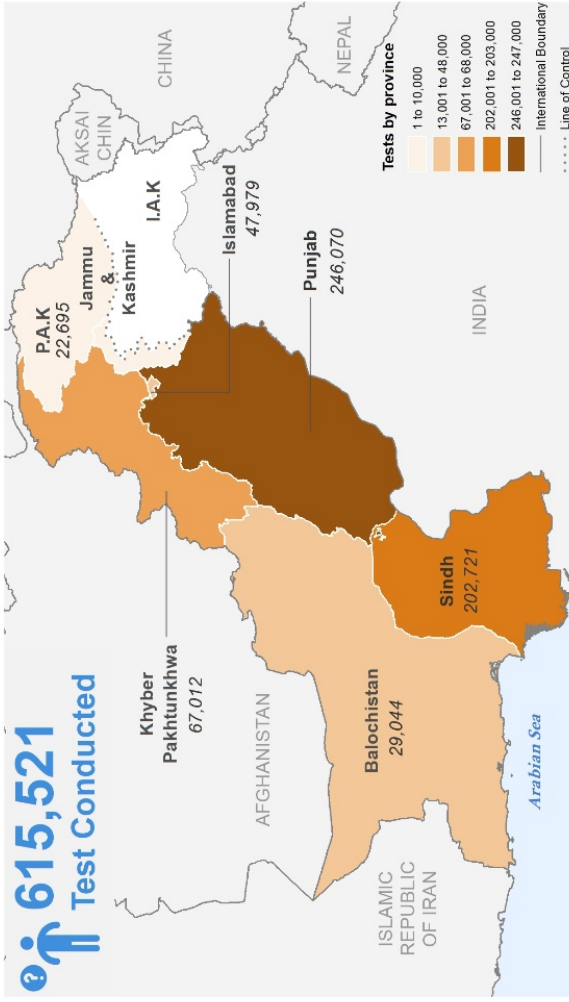 ?
615,521
Test Conducted
CHINA
AKSAI
CHIN
NEPAL
P.A.K
22,695
Jammu
&
Kashmir
I.A.K
Islamabad
47,979
Khyber
Pakhtunkhwa
67,012
Punjab
246,070
AFGHANISTAN
Balochistan
29,044
Sindh
202,721
INDIA
ISLAMIC
REPUBLIC
OF IRAN
Arabian Sea
Tests by province
1 to 10,000
13,001 to 48,000
67,001 to 68,000
202,001 to 203,000
246,001 to 247,000
International Boundary
Line of Control